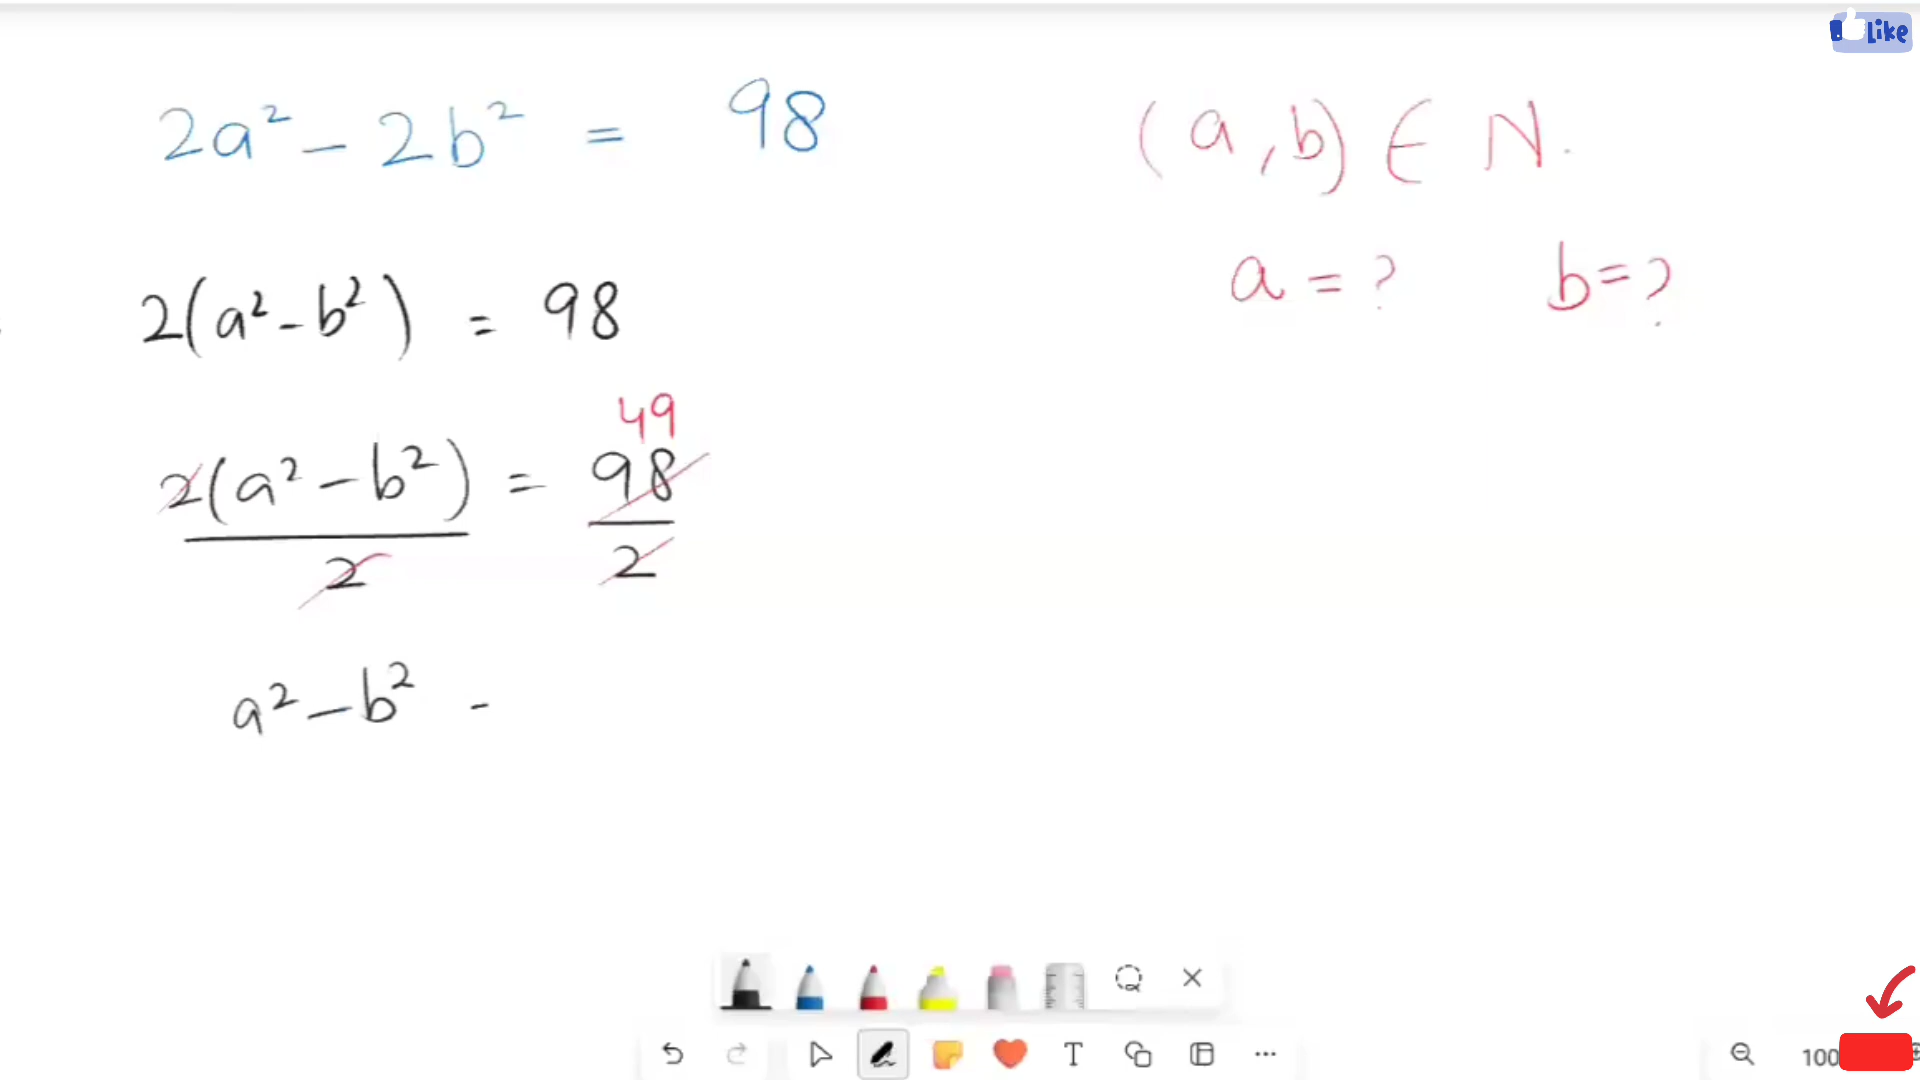 Like
2a² - 2b² = 98
(a, b) ∈ N.
a = ?  b = ?
2(a² - b²) = 98
49
2(a² - b²) = 98
2  2
a² - b² -
T
100